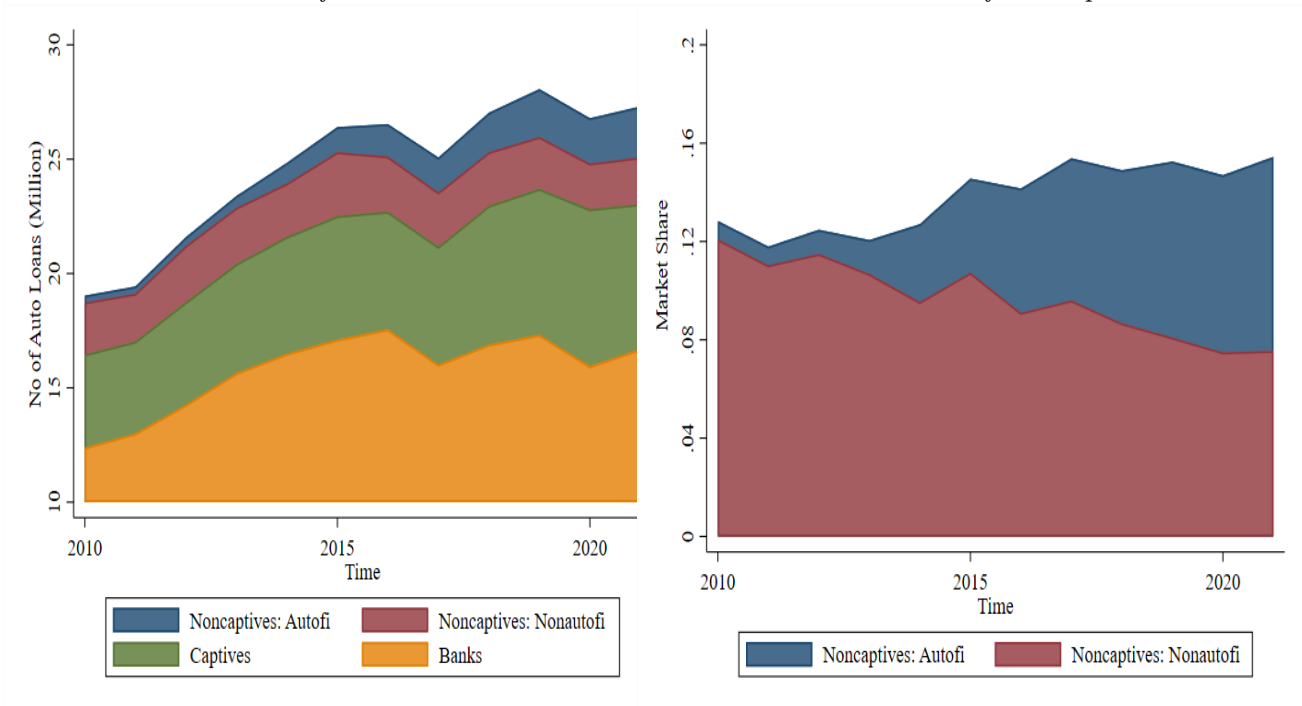 No of Auto Loans (Million)
30
25
20
15
10
2010
2015
2020
Time
Noncaptives: Autofi
Noncaptives: Nonautofi
Captives
Banks
Market Share
.2
.16
.12
.08
.04
0
2010
2015
2020
Time
Noncaptives: Autofi
Noncaptives: Nonautofi